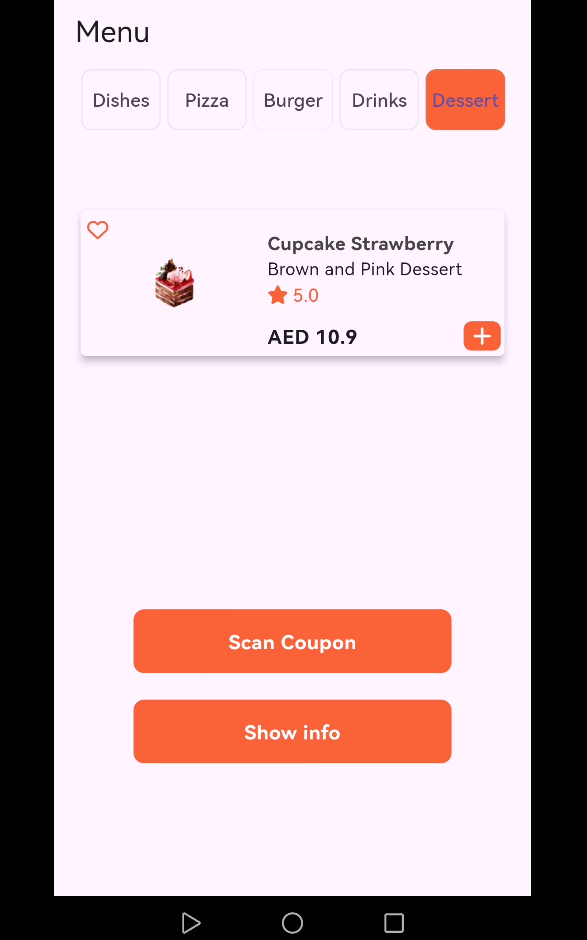 Menu
Dishes
Pizza
Burger
Drinks
Dessert
Cupcake Strawberry
Brown and Pink Dessert
5.0
AED 10.9
Scan Coupon
Show info